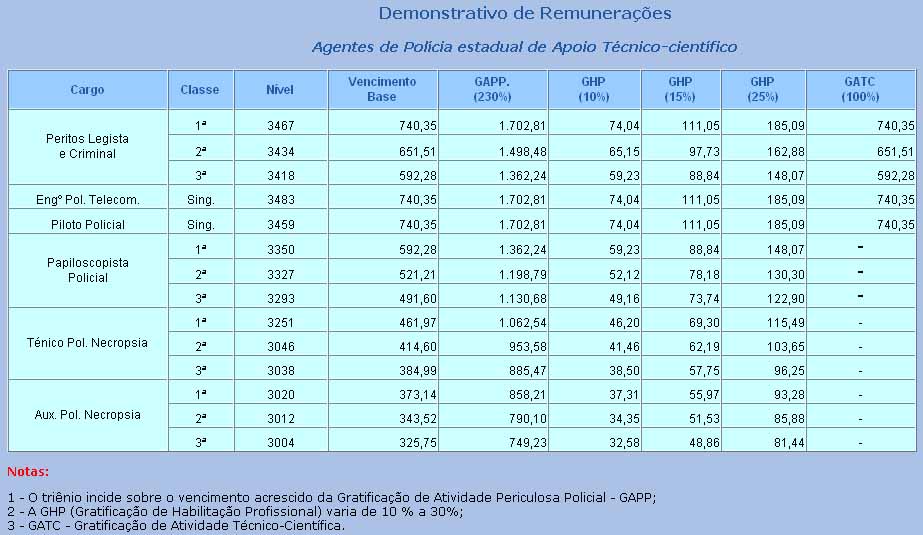 Demonstrativo de Remunerações
Agentes de Policia estadual de Apoio Técnico-científico
Cargo Classe Nível Vencimento Base GAPP. (230%) GHP (10%) GHP (15%) GHP (25%) GATC (100%)
Peritos Legista e Criminal
1ª 3467 740,35 1.702,81 74,04 111,05 185,09 740,35
2ª 3434 651,51 1.498,48 65,15 97,73 162,88 651,51
3ª 3418 592,28 1.362,24 59,23 88,84 148,07 592,28
Engº Pol. Telecom. Sing. 3483 740,35 1.702,81 74,04 111,05 185,09 740,35
Piloto Policial Sing. 3459 740,35 1.702,81 74,04 111,05 185,09 740,35
Papiloscopista Policial
1ª 3350 592,28 1.362,24 59,23 88,84 148,07 -
2ª 3327 521,21 1.198,79 52,12 78,18 130,30 -
3ª 3293 491,60 1.130,68 49,16 73,74 122,90 -
Ténico Pol. Necropsia
1ª 3251 461,97 1.062,54 46,20 69,30 115,49 -
2ª 3046 414,60 953,58 41,46 62,19 103,65 -
3ª 3038 384,99 885,47 38,50 57,75 96,25 -
Aux. Pol. Necropsia
1ª 3020 373,14 858,21 37,31 55,97 93,28 -
2ª 3012 343,52 790,10 34,35 51,53 85,88 -
3ª 3004 325,75 749,23 32,58 48,86 81,44 -
Notas:
1 - O triênio incide sobre o vencimento acrescido da Gratificação de Atividade Periculosa Policial - GAPP;
2 - A GHP (Gratificação de Habilitação Profissional) varia de 10 % a 30%;
3 - GATC - Gratificação de Atividade Técnico-Científica.